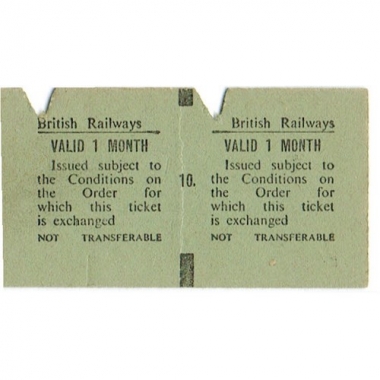 British Railways
VALID 1 MONTH
Issued subject to
the Conditions on
the Order for
which this ticket
is exchanged
NOT TRANSFERABLE
10.
British Railways
VALID 1 MONTH
Issued subject to
the Conditions on
the Order for
which this ticket
is exchanged
NOT TRANSFERABLE